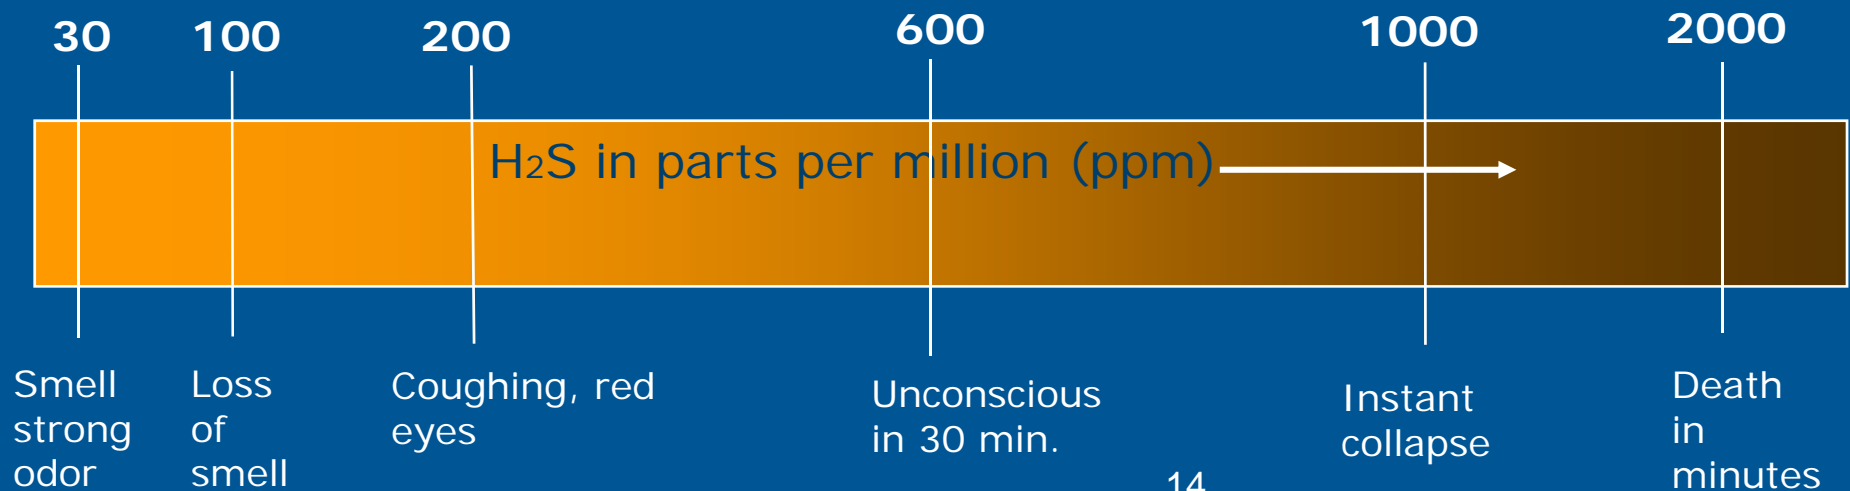 30
100
200
600
1000
2000
H2S in parts per million (ppm)
Smell
strong
odor
Loss
of
smell
Coughing, red
eyes
Unconscious
in 30 min.
Instant
collapse
Death
in
minutes
14